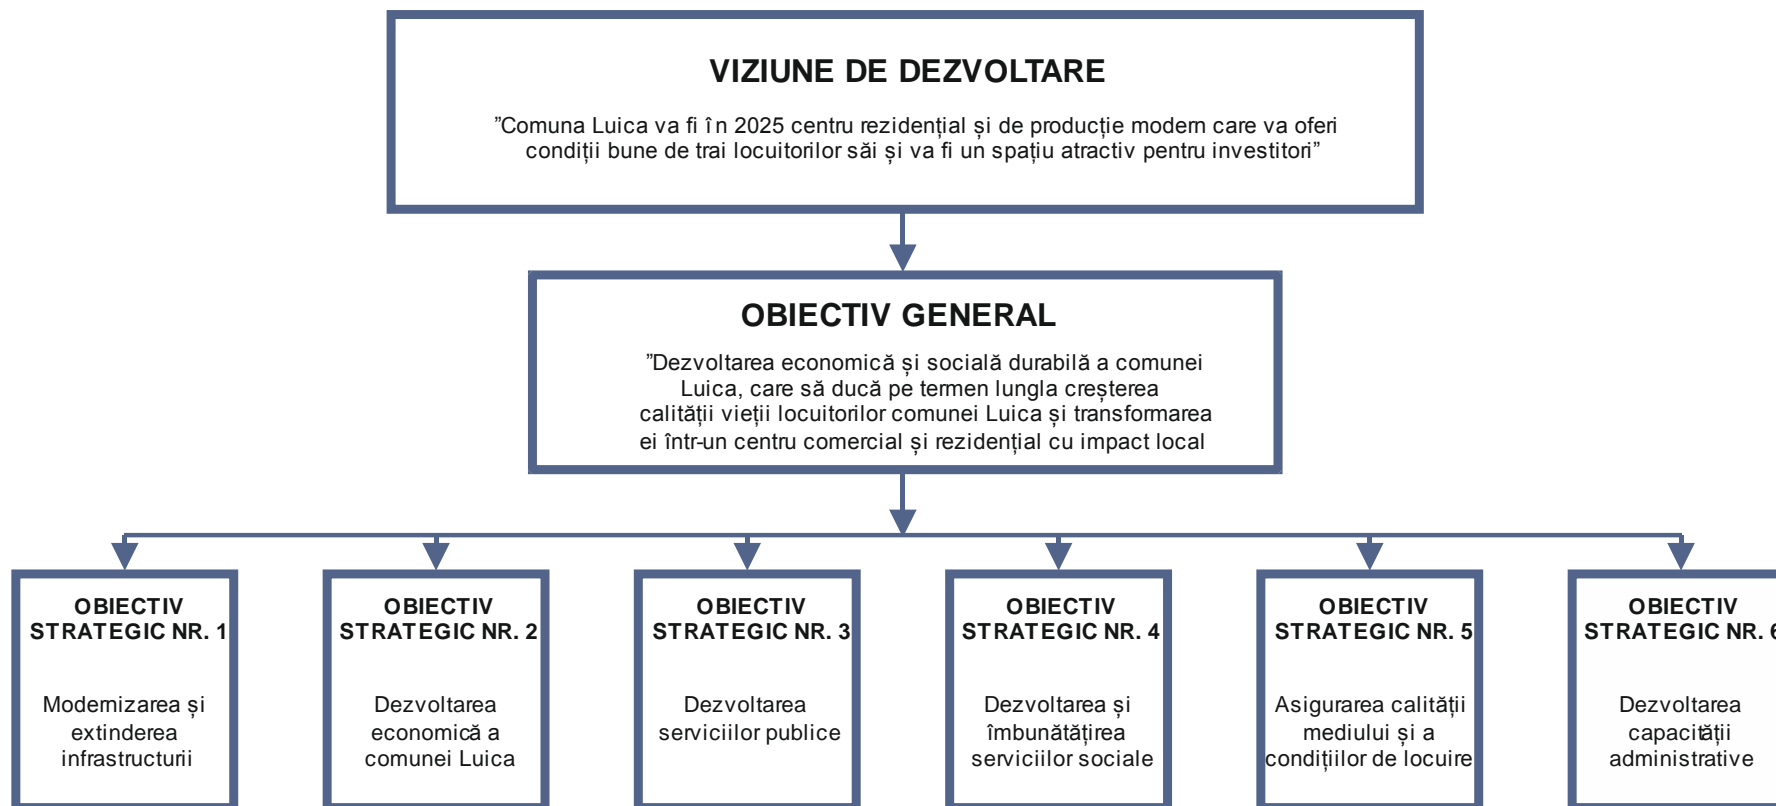 VIZIUNE DE DEZVOLTARE
”Comuna Luica va fi în 2025 centru rezidențial și de producție modern care va oferi
condiții bune de trai locuitorilor săi și va fi un spațiu atractiv pentru investitori”
OBIECTIV GENERAL
”Dezvoltarea economică și socială durabilă a comunei
Luica, care să ducă pe termen lungla creșterea
calității vieții locuitorilor comunei Luica și transformarea
ei într-un centru comercial și rezidențial cu impact local
OBIECTIV
STRATEGIC NR. 1
Modernizarea și
extinderea
infrastructurii
OBIECTIV
STRATEGIC NR. 2
Dezvoltarea
economică a
comunei Luica
OBIECTIV
STRATEGIC NR. 3
Dezvoltarea
serviciilor publice
OBIECTIV
STRATEGIC NR. 4
Dezvoltarea și
îmbunătățirea
serviciilor sociale
OBIECTIV
STRATEGIC NR. 5
Asigurarea calității
mediului și a
condițiilor de locuire
OBIECTIV
STRATEGIC NR. 6
Dezvoltarea
capacității
administrative